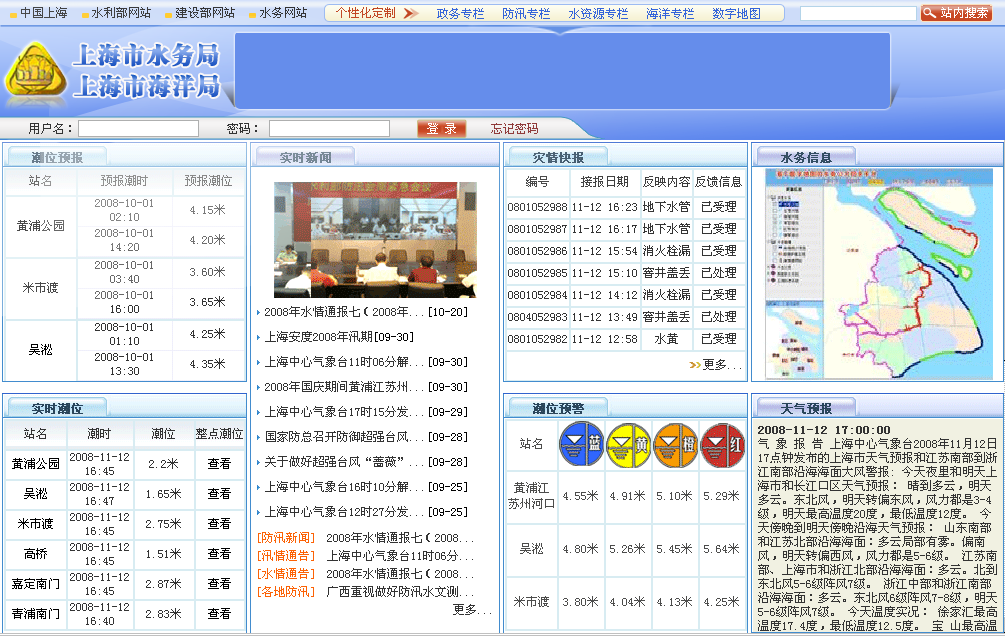 中国上海 水利部网站 建设部网站 水务网站 个性化定制 政务专栏 防汛专栏 水资源专栏 海洋专栏 数字地图 站内搜索
上海市水务局
上海市海洋局
用户名： 密码： 登 录 忘记密码
潮位预报
站名 预报潮时 预报潮位
黄浦公园
2008-10-01 02:10 4.15米
2008-10-01 14:20 4.20米
米市渡
2008-10-01 03:40 3.60米
2008-10-01 16:00 3.65米
吴淞
2008-10-01 01:10 4.25米
2008-10-01 13:30 4.35米
实时潮位
站名 潮时 潮位 整点潮位
黄浦公园 2008-11-12 16:45 2.2米 查看
吴淞 2008-11-12 16:47 1.65米 查看
米市渡 2008-11-12 16:45 2.75米 查看
高桥 2008-11-12 16:45 1.51米 查看
嘉定南门 2008-11-12 16:45 2.87米 查看
青浦南门 2008-11-12 16:40 2.83米 查看
实时新闻
2008年水情通报七（2008年...[10-20]
上海安度2008年汛期[09-30]
上海中心气象台11时06分解...[09-30]
2008年国庆期间黄浦江苏州...[09-30]
上海中心气象台17时15分发...[09-29]
国家防总召开防御超强台风...[09-28]
关于做好超强台风“蔷薇”...[09-28]
上海中心气象台16时10分解...[09-25]
上海中心气象台12时27分发...[09-25]
[防汛新闻] 2008年水情通报七（2008...
[汛情通告] 上海中心气象台11时06分...
[水情通告] 2008年水情通报七（2008...
[各地防汛] 广西重视做好防汛水文测...
更多...
灾情快报
编号 接报日期 反映内容 反馈信息
0801052988 11-12 16:23 地下水管 已受理
0801052986 11-12 16:17 地下水管 已受理
0801052986 11-12 15:54 消火栓漏 已受理
0801052985 11-12 15:10 窨井盖丢 已处理
0801052984 11-12 14:12 消火栓漏 已受理
0804052983 11-12 13:49 窨井盖丢 已处理
0801052982 11-12 12:58 水黄 已受理
更多...
潮位预警
站名 蓝 黄 橙 红
黄浦江
苏州河口 4.55米 4.91米 5.10米 5.29米
吴淞 4.80米 5.26米 5.45米 5.64米
米市渡 3.80米 4.04米 4.13米 4.25米
水务信息
天气预报
2008-11-12 17:00:00
气 象 报 告 上海中心气象台2008年11月12日
17点钟发布的上海市天气预报和江苏南部到浙
江南部沿海海面大风警报：今天夜里和明天上
海市和长江口区天气预报： 晴到多云，明天
多云。东北风，明天转偏东风，风力都是3-4
级，明天最高温度20度，最低温度12度。 今
天傍晚到明天傍晚沿海天气预报： 山东南部
和江苏北部沿海海面：多云局部有雾。偏南
风，明天转偏西风，风力都是5-6级。 江苏南
部、上海市和浙江北部沿海海面：多云。北到
东北风5-6级阵风7级。 浙江中部和浙江南部
沿海海面：多云。东北风6级阵风7-8级，明天
5-6级阵风7级。 今天温度实况： 徐家汇最高
温度17.4度，最低温度12.5度。 宝 山最高温